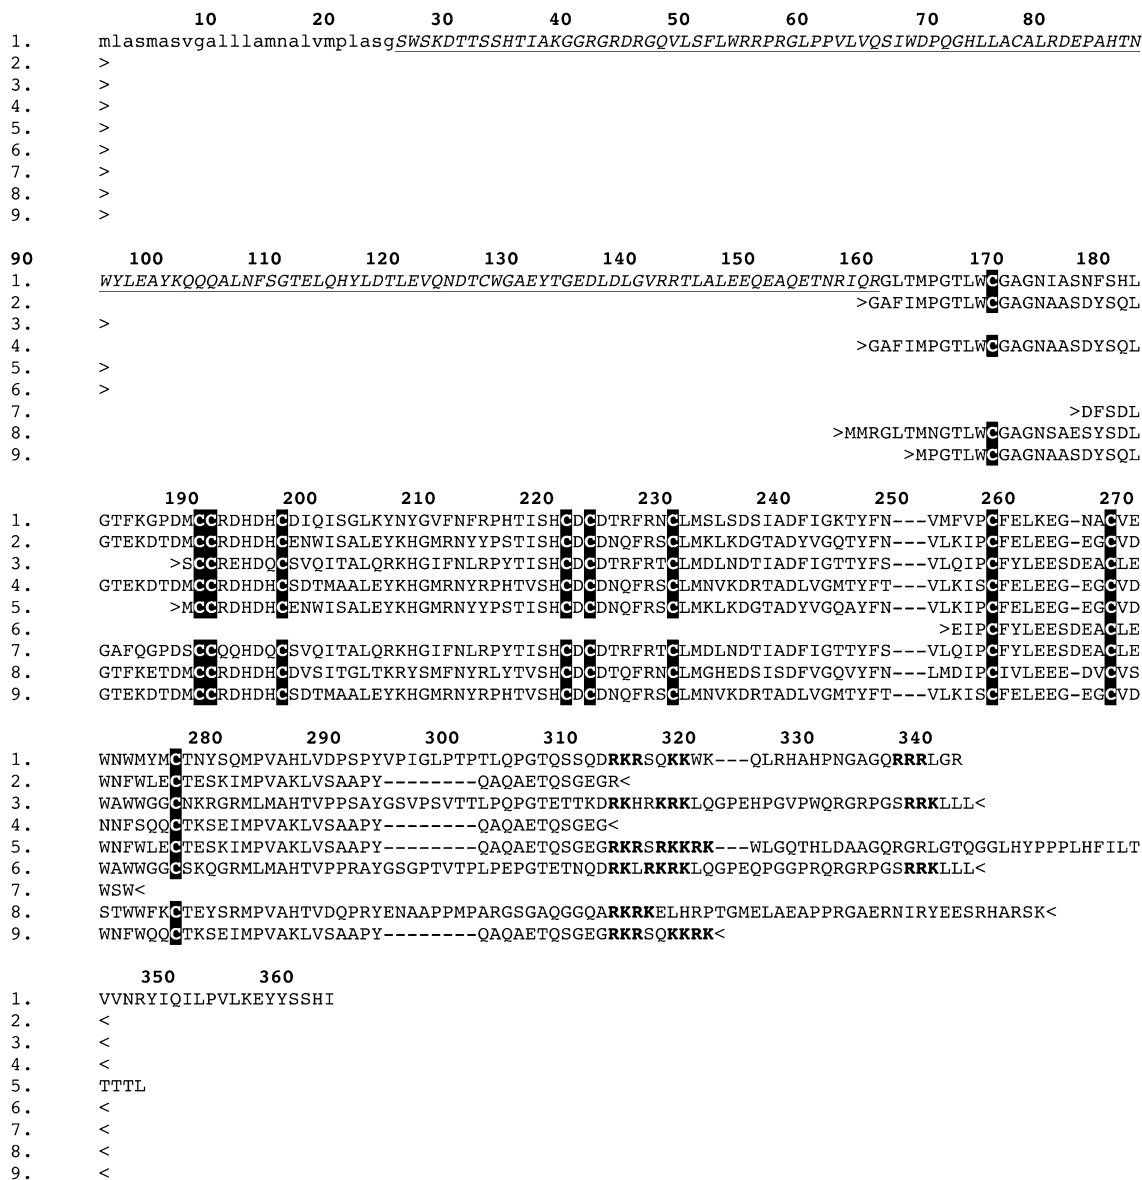 10 20 30 40 50 60 70 80
1. mlasmasvgalllamnalvmplasgSWSKDTTSSHTIAKGGRGRDRGQVLSFLWRRPRGLPPVLVQSIWDPQGHLLACALRDEPAHTN
2. >
3. >
4. >
5. >
6. >
7. >
8. >
9. >
90 100 110 120 130 140 150 160 170 180
1. WYLEAYKQQQALNFSGTELQHYLDTLEVQNDTCWGAEYTGEDLDLGVRRTLALEEQEAQETNRIQRGLTMPGTLWCGAGNIASNFSHL
2. >GAFIMPGTLWCGAGNAASDYSQL
3. >
4. >GAFIMPGTLWCGAGNAASDYSQL
5. >
6. >
7. >DFSDL
8. >MMRGLTMNGTLWCGAGNSAESYSDL
9. >MPGTLWCGAGNAASDYSQL
190 200 210 220 230 240 250 260 270
1. GTFKGPDMCCRDHDHCDIQISGLKYNYGVFNFRPHTISHCDCDTRFRNCLMSLSDSIADFIGKTYFN---VMFVPCFELKEG-NACVE
2. GTEKDTDMCCRDHDHCENWISALEYKHGMRNYYPSTISHCDCDNQFRSCLMKLKDGTADYVGQTYFN---VLKIPCFELEEG-EGCVD
3. >SCCREHDQCSVQITALQRKHGIFNLRPYTISHCDCDTRFRTCLMDLNDTIADFIGTTYFS---VLQIPCFYLEESDEACLE
4. GTEKDTDMCCRDHDHCSDTMAALEYKHGMRNYRPHTVSHCDCDNQFRSCLMNVKDRTADLVGMTYFT---VLKISCFELEEG-EGCVD
5. >MCCRDHDHCENWISALEYKHGMRNYYPSTISHCDCDNQFRSCLMKLKDGTADYVGQAYFN---VLKIPCFELEEG-EGCVD
6. >EIPCFYLEESDEACLE
7. GAFQGPDSCCQQHDQCSVQITALQRKHGIFNLRPYTISHCDCDTRFRTCLMDLNDTIADFIGTTYFS---VLQIPCFYLEESDEACLE
8. GTFKETDMCCRDHDHCDVSITGLTKRYSMFNYRLYTVSHCDCDTQFRNCLMGHEDSISDFVGQVYFN---LMDIPCIVLEEE-DVCVS
9. GTEKDTDMCCRDHDHCSDTMAALEYKHGMRNYRPHTVSHCDCDNQFRSCLMNVKDRTADLVGMTYFT---VLKISCFELEEG-EGCVD
280 290 300 310 320 330 340
1. WNWMYMCTNYSQMPVAHLVDPSPYVPIGLPTPTLQPGTQSSQDRKRSQKKWK---QLRHAHPNGAGQRRRLGR
2. WNFWLECTESKIMPVAKLVSAAPY--------QAQAETQSGEGR<
3. WAWWGGCNKRGRMLMAHTVPPSAYGSVPSVTTLPQPGTETTKDRKHRKRKLQGPEHPGVPWQRGRPGSRRKLLL<
4. NNFSQQCTKSEIMPVAKLVSAAPY--------QAQAETQSGEG<
5. WNFWLECTESKIMPVAKLVSAAPY--------QAQAETQSGEGRKRSRKKRK---WLGQTHLDAAGQRGRLGTQGGLHYPPPLHFILT
6. WAWWGGCSKQGRMLMAHTVPPRAYGSGPTVTPLPEPGTETNQDRKLRKRKLQGPEQPGGPRQRGRPGSRRKLLL<
7. WSW<
8. STWWFKCTEYSRMPVAHTVDQPRYENAAPPMPARGSGAQGGQARKRKELHRPTGMELAEAPPRGAERNIRYEESRHARSK<
9. WNFWQQCTKSEIMPVAKLVSAAPY--------QAQAETQSGEGRKRSQKKRK<
350 360
1. VVNRYIQILPVLKEYYSSHI
2. <
3. <
4. <
5. TTTL
6. <
7. <
8. <
9. <